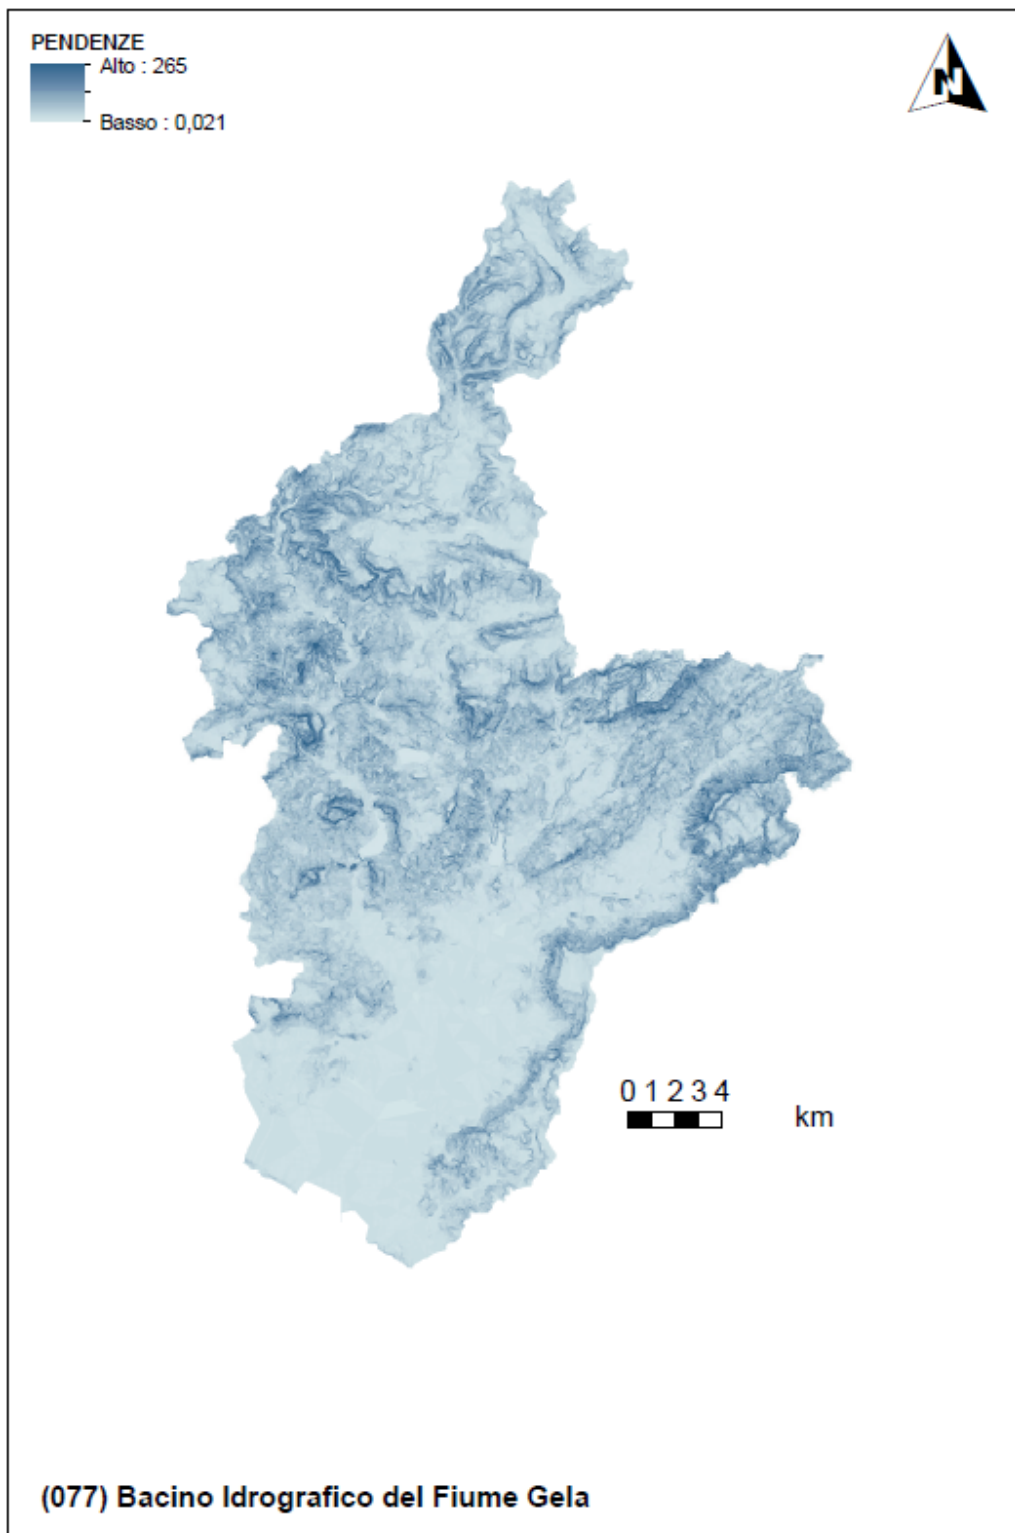 PENDENZE
Alto : 265
Basso : 0,021
N
0 1 2 3 4
km
(077) Bacino Idrografico del Fiume Gela